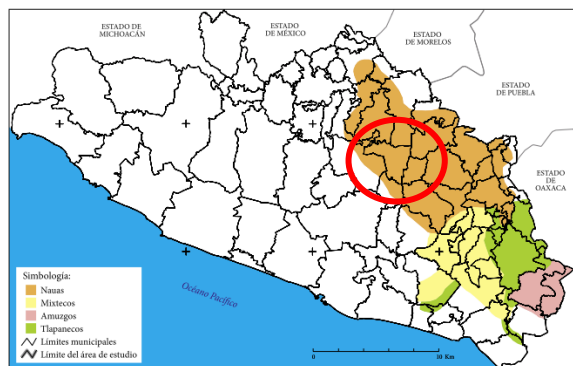 ESTADO DE
MICHOACÁN
ESTADO
DE MÉXICO
ESTADO DE
MORELOS
ESTADO DE
PUEBLA
ESTADO
DE
OAXACA
Océano Pacífico
Simbología:
Nauas
Mixtecos
Amuzgos
Tlapanecos
Límites municipales
Límite del área de estudio
0 10 Km